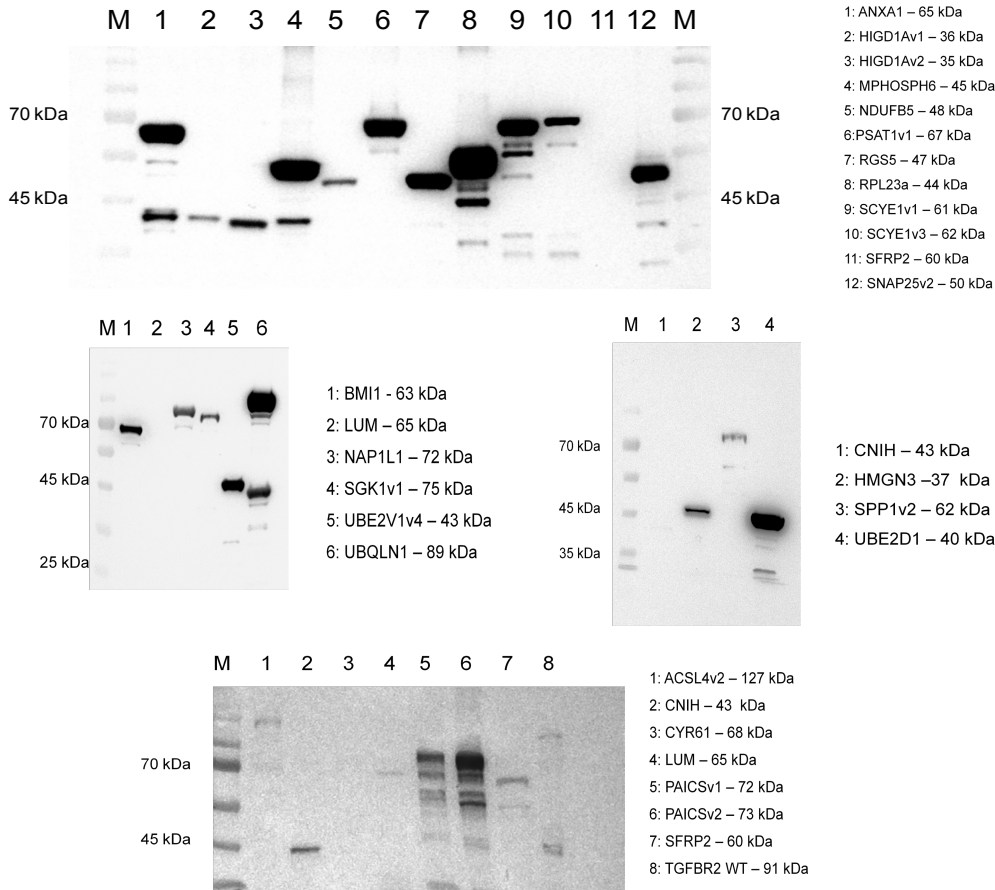 M 1 2 3 4 5 6 7 8 9 10 11 12 M
70 kDa
45 kDa
70 kDa
45 kDa
1: ANXA1 – 65 kDa
2: HIGD1Av1 – 36 kDa
3: HIGD1Av2 – 35 kDa
4: MPHOSPH6 – 45 kDa
5: NDUFB5 – 48 kDa
6:PSAT1v1 – 67 kDa
7: RGS5 – 47 kDa
8: RPL23a – 44 kDa
9: SCYE1v1 – 61 kDa
10: SCYE1v3 – 62 kDa
11: SFRP2 – 60 kDa
12: SNAP25v2 – 50 kDa
M 1 2 3 4 5 6
70 kDa
45 kDa
25 kDa
1: BMI1 - 63 kDa
2: LUM – 65 kDa
3: NAP1L1 – 72 kDa
4: SGK1v1 – 75 kDa
5: UBE2V1v4 – 43 kDa
6: UBQLN1 – 89 kDa
M 1 2 3 4
70 kDa
45 kDa
35 kDa
1: CNIH – 43 kDa
2: HMGN3 –37 kDa
3: SPP1v2 – 62 kDa
4: UBE2D1 – 40 kDa
M 1 2 3 4 5 6 7 8
70 kDa
45 kDa
1: ACSL4v2 – 127 kDa
2: CNIH – 43 kDa
3: CYR61 – 68 kDa
4: LUM – 65 kDa
5: PAICSv1 – 72 kDa
6: PAICSv2 – 73 kDa
7: SFRP2 – 60 kDa
8: TGFBR2 WT – 91 kDa